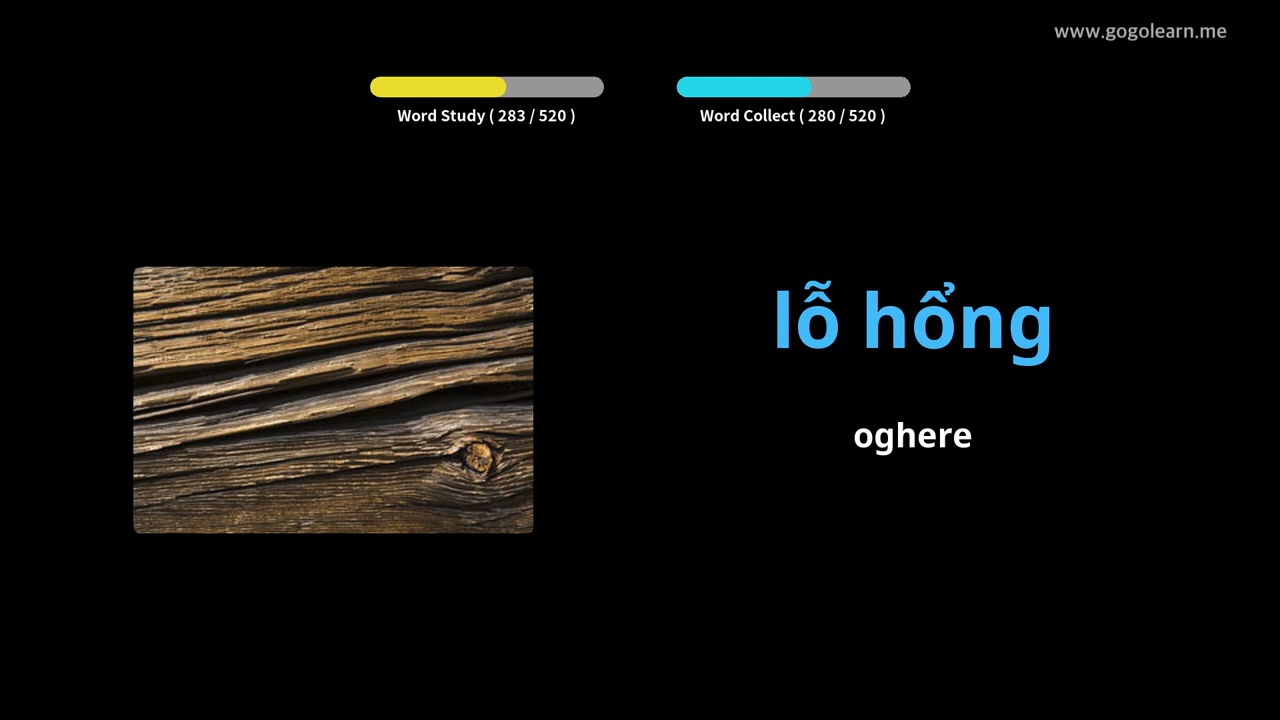 www.gogolearn.me
Word Study ( 283 / 520 )
Word Collect ( 280 / 520 )
lỗ hổng
oghere